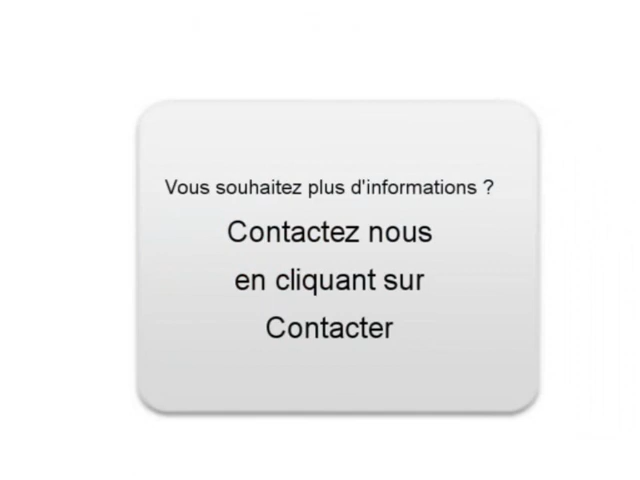 Vous souhaitez plus d'informations ?
Contactez nous
en cliquant sur
Contacter